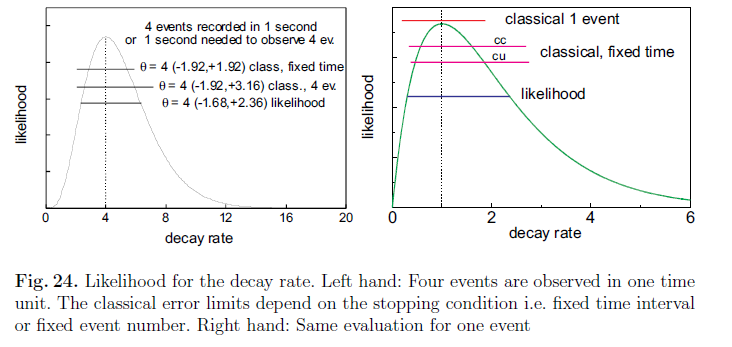 4 events recorded in 1 second
or 1 second needed to observe 4 ev.
θ = 4 (-1.92,+1.92) class, fixed time
θ = 4 (-1.92,+3.16) class., 4 ev.
θ = 4 (-1.68,+2.36) likelihood
likelihood
0 4 8 12 16 20
decay rate
classical 1 event
cc
classical, fixed time
cu
likelihood
likelihood
0 2 4 6
decay rate
Fig. 24. Likelihood for the decay rate. Left hand: Four events are observed in one time
unit. The classical error limits depend on the stopping condition i.e. fixed time interval
or fixed event number. Right hand: Same evaluation for one event